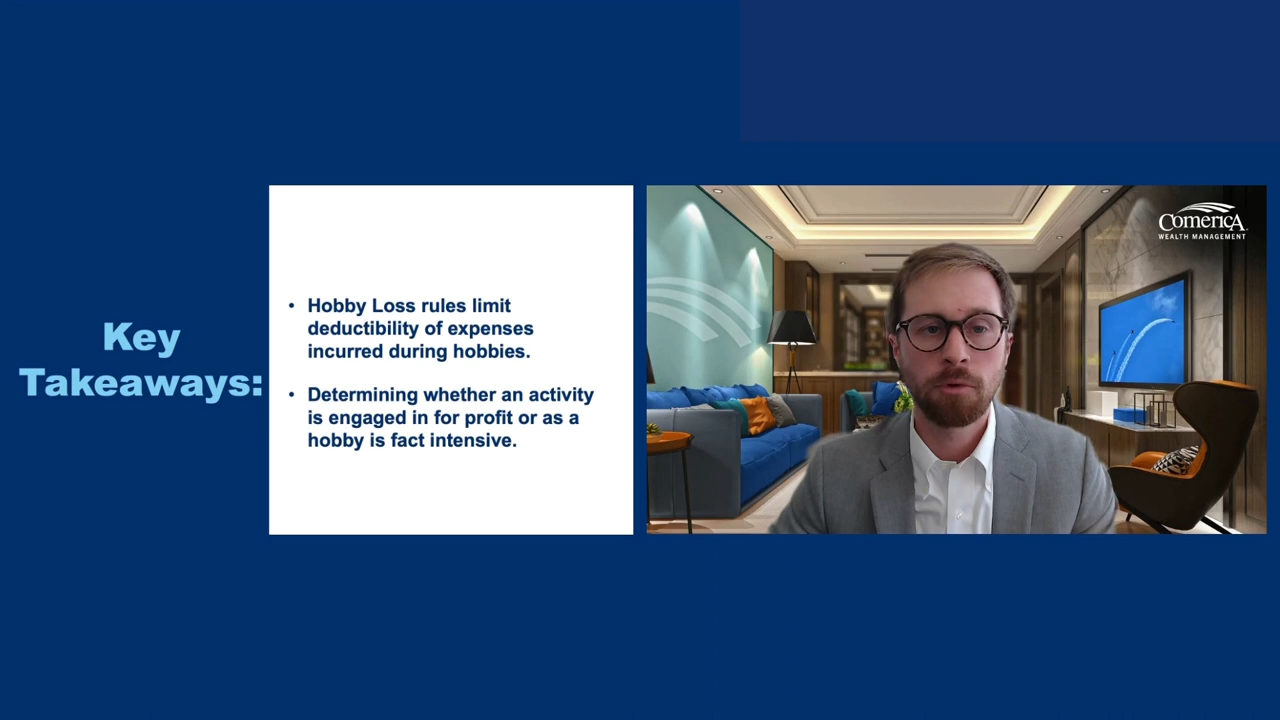 Key
Takeaways:
• Hobby Loss rules limit
deductibility of expenses
incurred during hobbies.
• Determining whether an activity
is engaged in for profit or as a
hobby is fact intensive.
ComericA
WEALTH MANAGEMENT